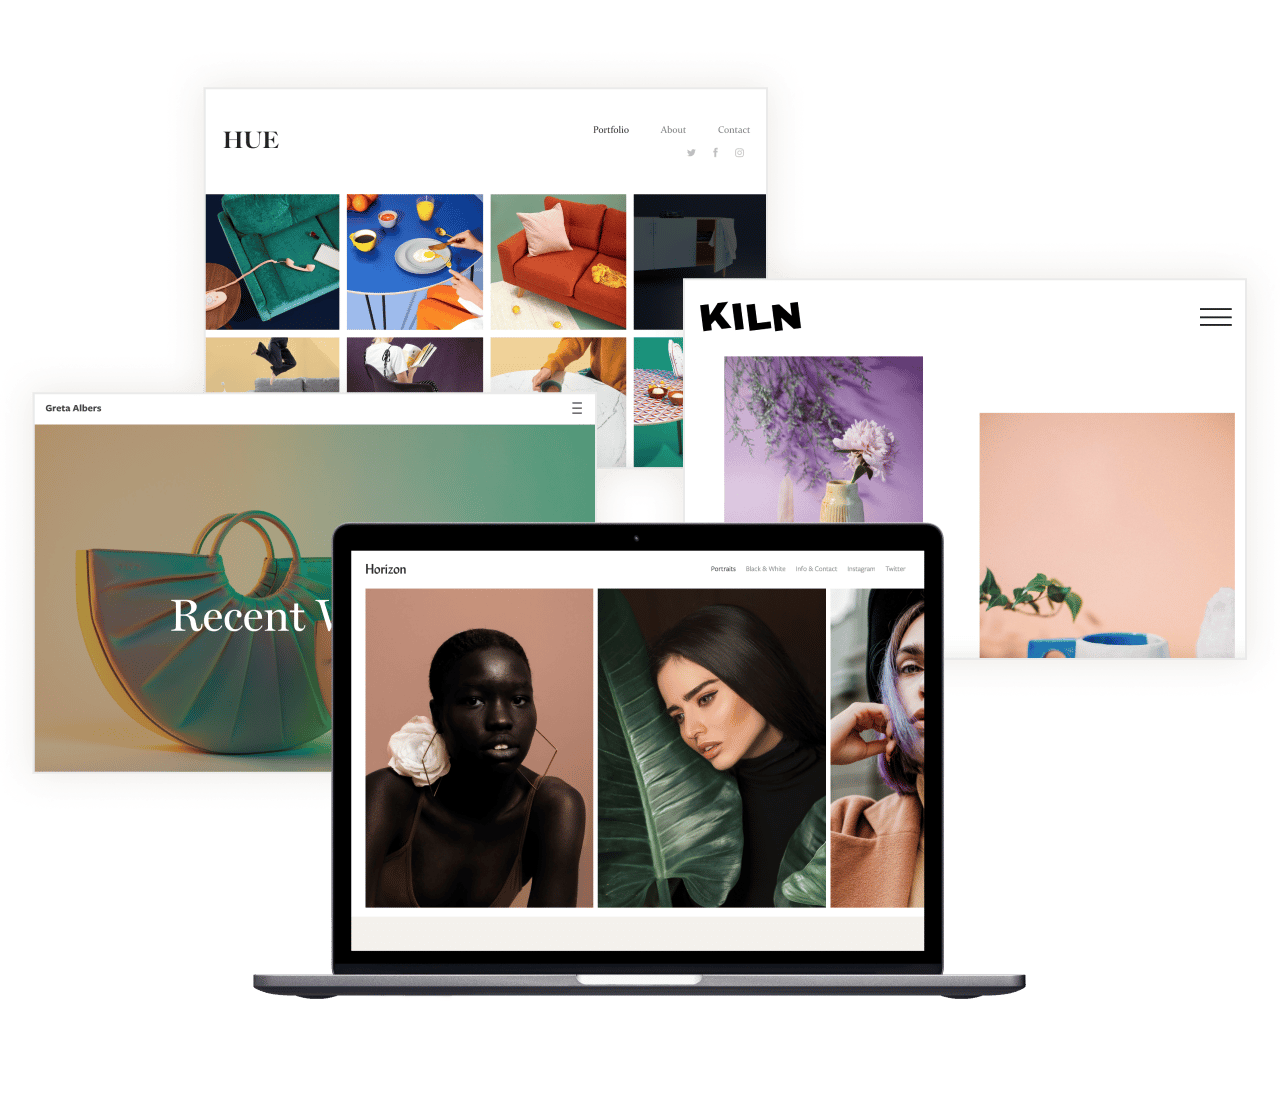 HUE
Portfolio About Contact
KILN
Greta Albers
Recent
Horizon
Portraits Black & White Info & Contact Instagram Twitter